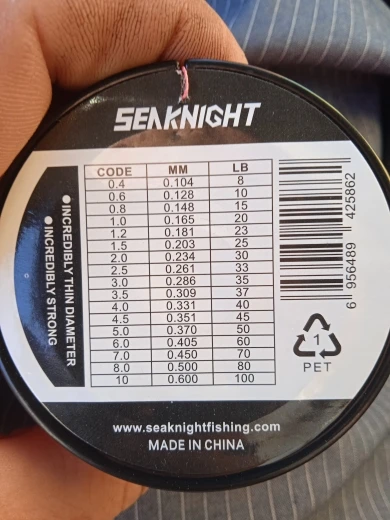 SEAKNIGHT
CODE MM LB
0.4 0.104 8
0.6 0.128 10
0.8 0.148 15
1.0 0.165 20
1.2 0.181 23
1.5 0.203 25
2.0 0.234 30
2.5 0.261 33
3.0 0.286 35
3.5 0.309 37
4.0 0.331 40
4.5 0.351 45
5.0 0.370 50
6.0 0.405 60
7.0 0.450 70
8.0 0.500 80
10 0.600 100
●INCREDIBLY THIN DIAMETER
●INCREDIBLY STRONG
6 956489 425862
1
PET
www.seaknightfishing.com
MADE IN CHINA